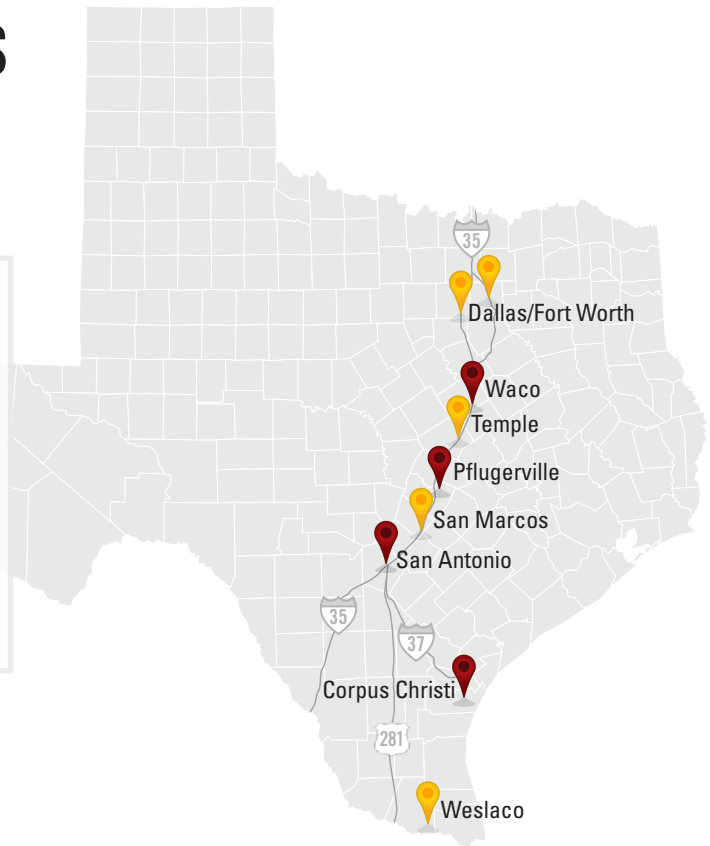 S
35
Dallas/Fort Worth
Waco
Temple
Pflugerville
San Marcos
San Antonio
35
37
Corpus Christi
281
Weslaco